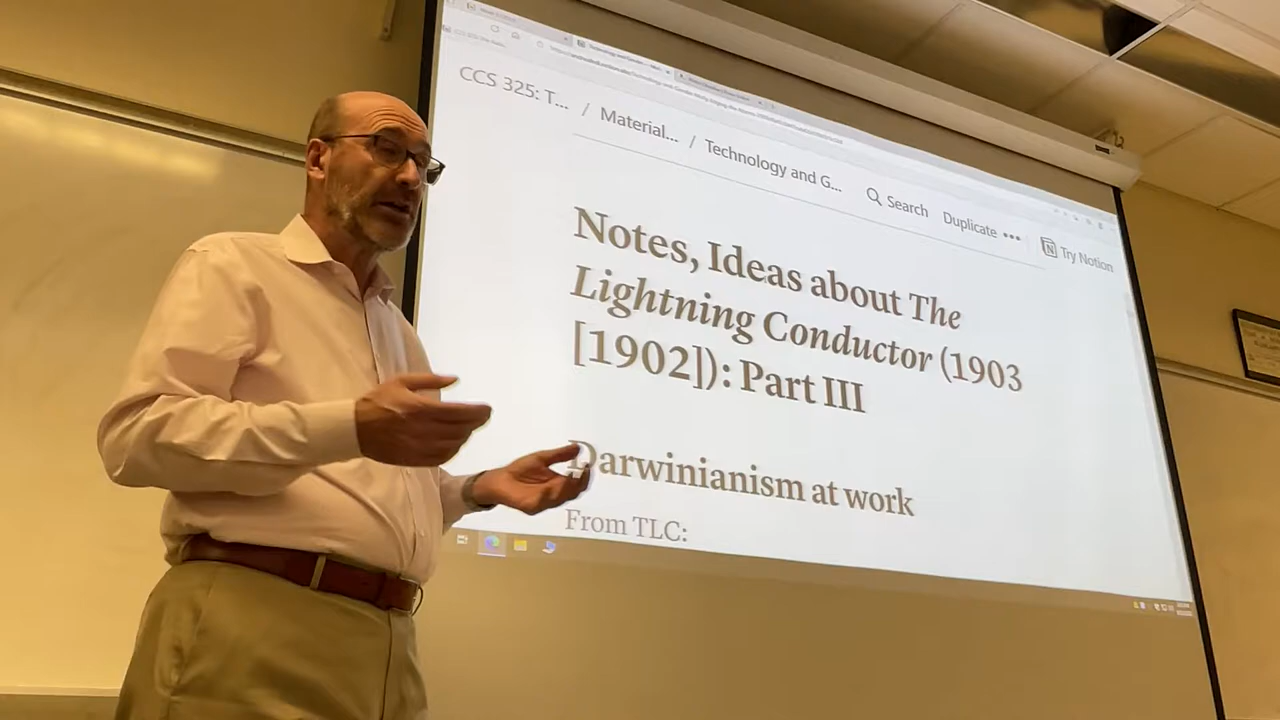 CCS 325: T... / Material... / Technology and G... Search Duplicate ••• Try Notion
Notes, Ideas about The
Lightning Conductor (1903
[1902]): Part III
Darwinianism at work
From TLC: